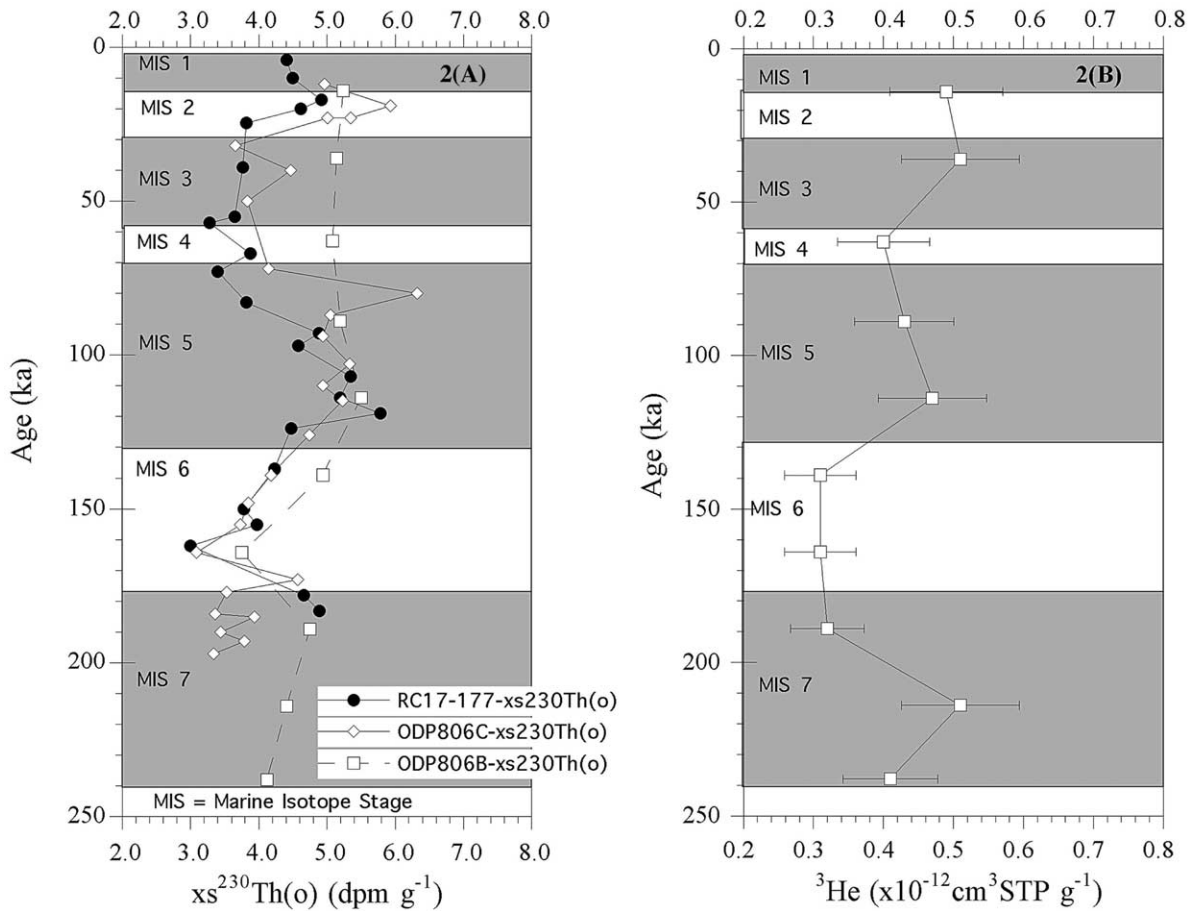 2.0 3.0 4.0 5.0 6.0 7.0 8.0
0
50
100
150
200
250
Age (ka)
2(A)
MIS 1
MIS 2
MIS 3
MIS 4
MIS 5
MIS 6
MIS 7
RC17-177-xs230Th(o)
ODP806C-xs230Th(o)
ODP806B-xs230Th(o)
MIS = Marine Isotope Stage
2.0 3.0 4.0 5.0 6.0 7.0 8.0
xs²³⁰Th(o) (dpm g⁻¹)
0.2 0.3 0.4 0.5 0.6 0.7 0.8
0
50
100
150
200
250
Age (ka)
2(B)
MIS 1
MIS 2
MIS 3
MIS 4
MIS 5
MIS 6
MIS 7
0.2 0.3 0.4 0.5 0.6 0.7 0.8
³He (x10⁻¹²cm³STP g⁻¹)